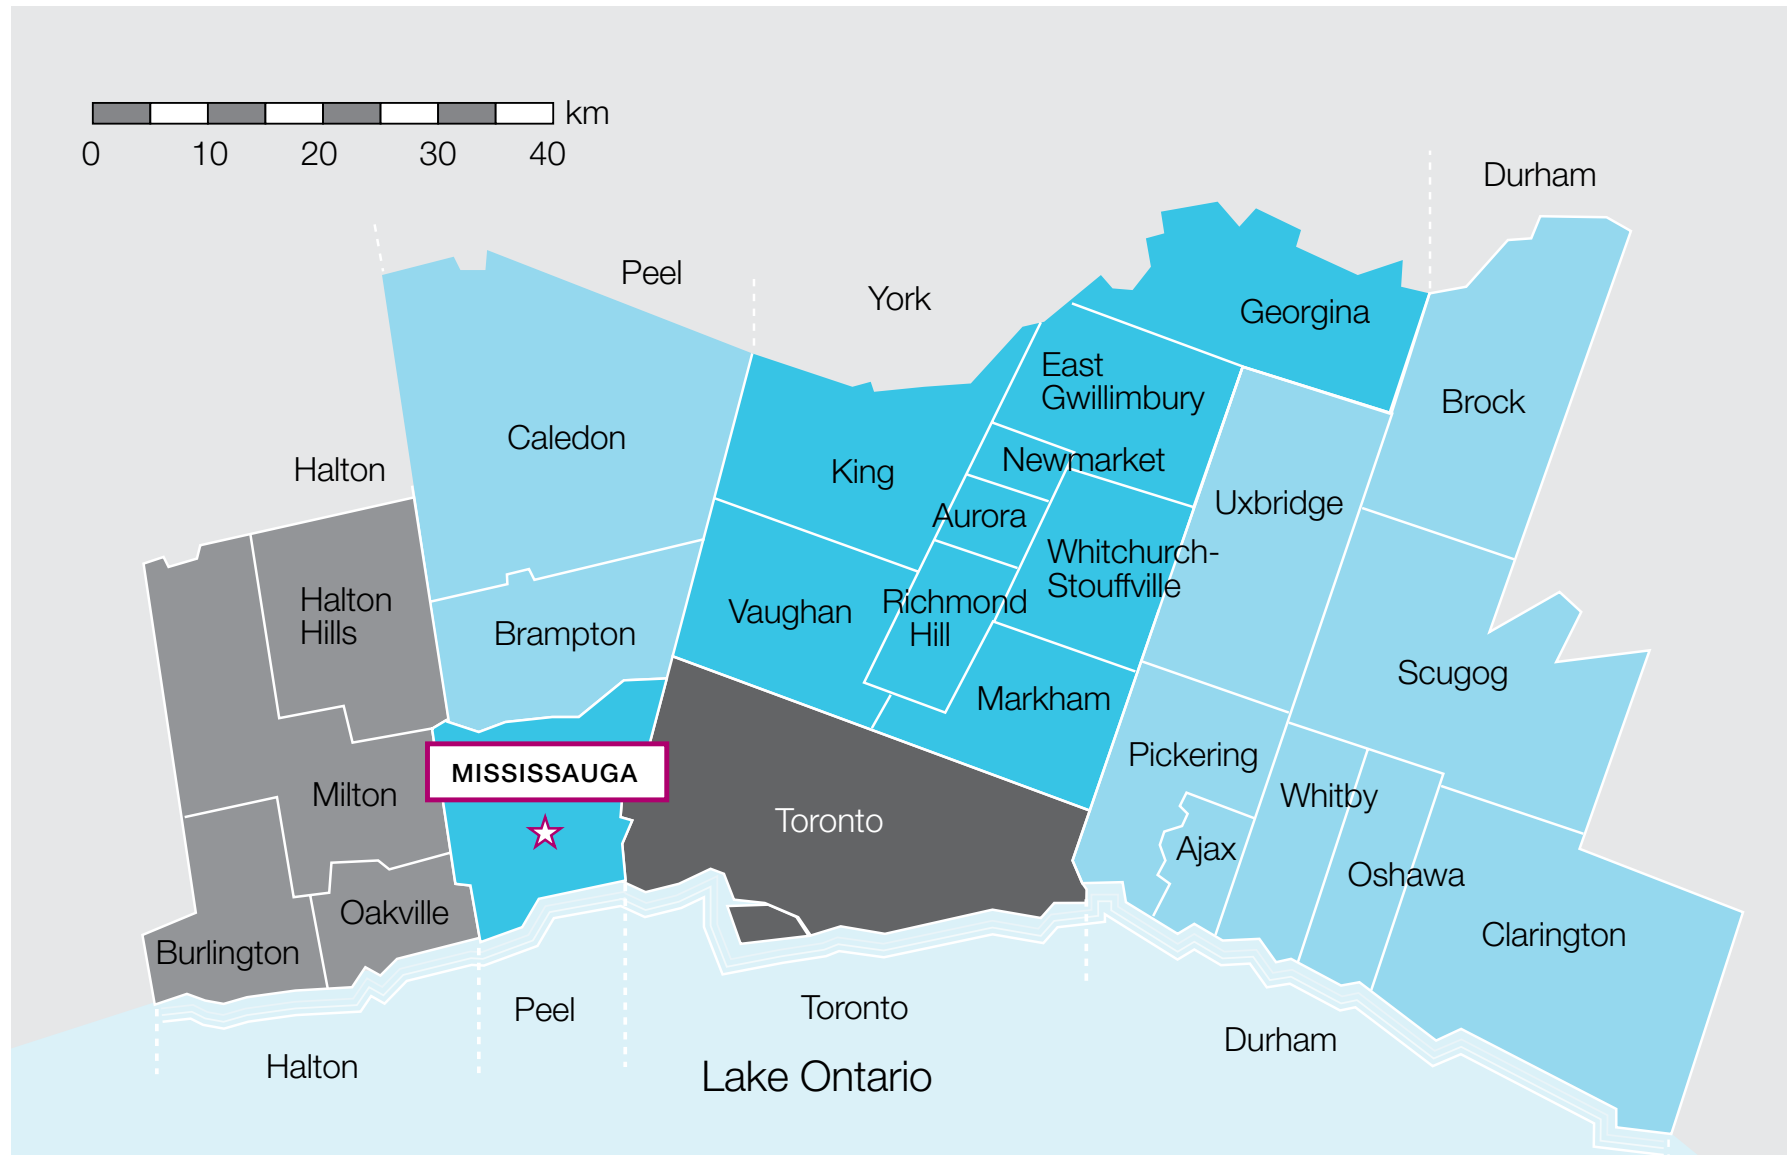 km
0 10 20 30 40
Durham
Peel
York
Georgina
East
Gwillimbury
Brock
Caledon
Halton
King
Newmarket
Uxbridge
Aurora
Whitchurch-
Stouffville
Halton
Hills
Vaughan
Richmond
Hill
Brampton
Scugog
Markham
Pickering
MISSISSAUGA
Milton
Whitby
Toronto
Ajax
Oshawa
Oakville
Clarington
Burlington
Peel
Toronto
Durham
Halton
Lake Ontario